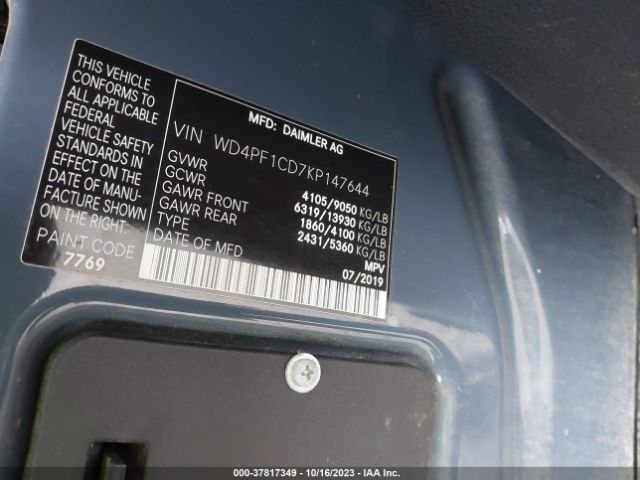 THIS VEHICLE
CONFORMS TO
ALL APPLICABLE
FEDERAL
VEHICLE SAFETY
STANDARDS IN
EFFECT ON THE
DATE OF MANU-
FACTURE SHOWN
ON THE RIGHT.
PAINT CODE
7769
MFD: DAIMLER AG
VIN WD4PF1CD7KP147644
GVWR 4105/9050 KG/LB
GCWR 6319/13930 KG/LB
GAWR FRONT 1860/4100 KG/LB
GAWR REAR 2431/5360 KG/LB
TYPE MPV
DATE OF MFD 07/2019
000-37817349 - 10/16/2023 - IAA Inc.